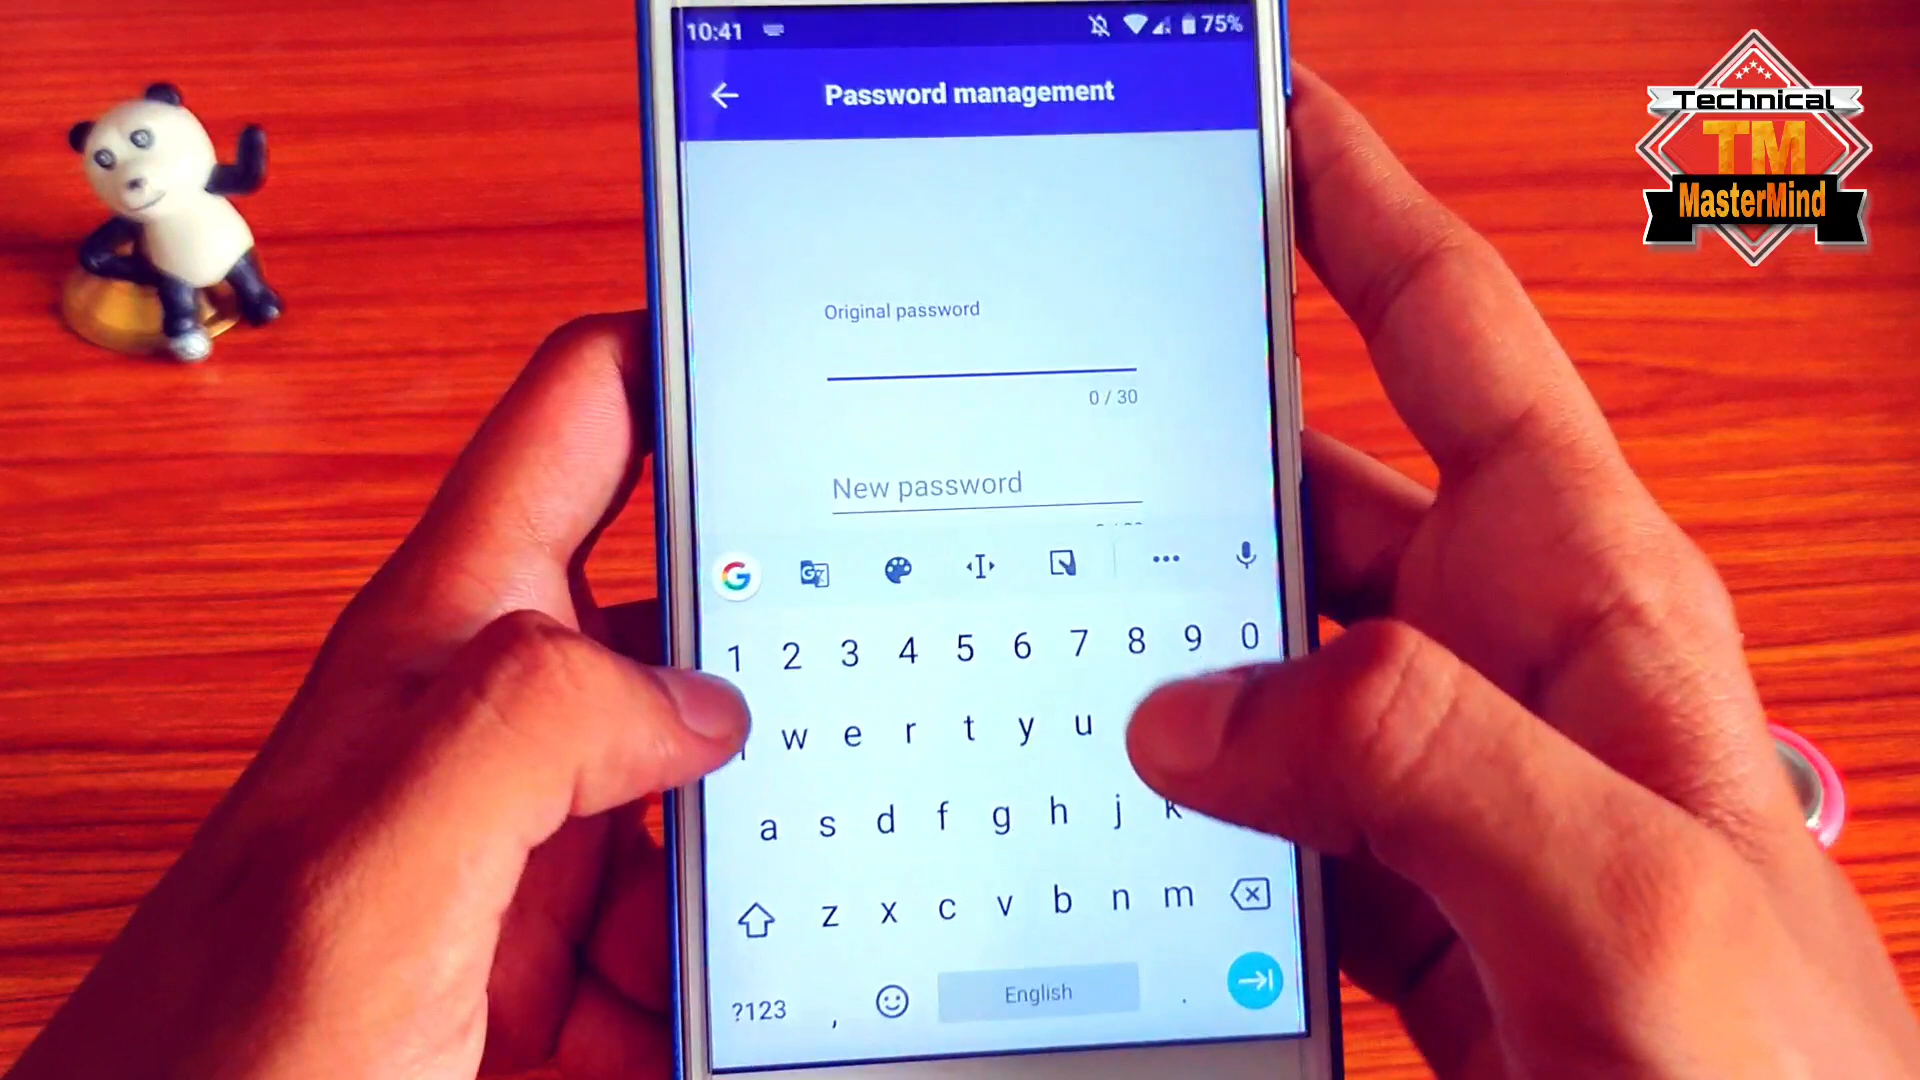 10:41
75%
Password management
Original password
0 / 30
New password
1 2 3 4 5 6 7 8 9 0
w e r t y u
a s d f g h j k
z x c v b n m
?123 , English .
Technical
TM
MasterMind